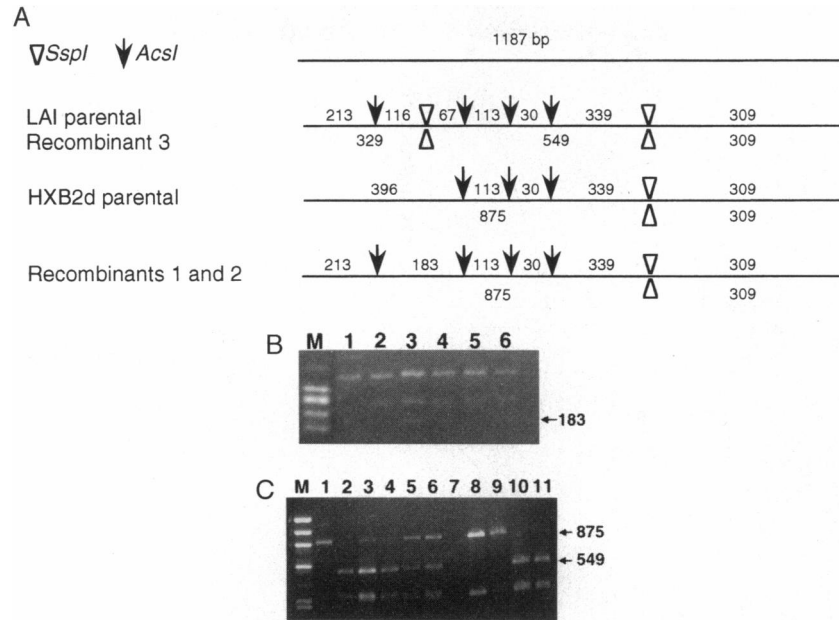 A
SspI AcsI
1187 bp
LAI parental
Recombinant 3
213 116 67 113 30 339 309
329 549 309
HXB2d parental
396 113 30 339 309
875 309
Recombinants 1 and 2
213 183 113 30 339 309
875 309
B
M 1 2 3 4 5 6
183
C
M 1 2 3 4 5 6 7 8 9 10 11
875
549